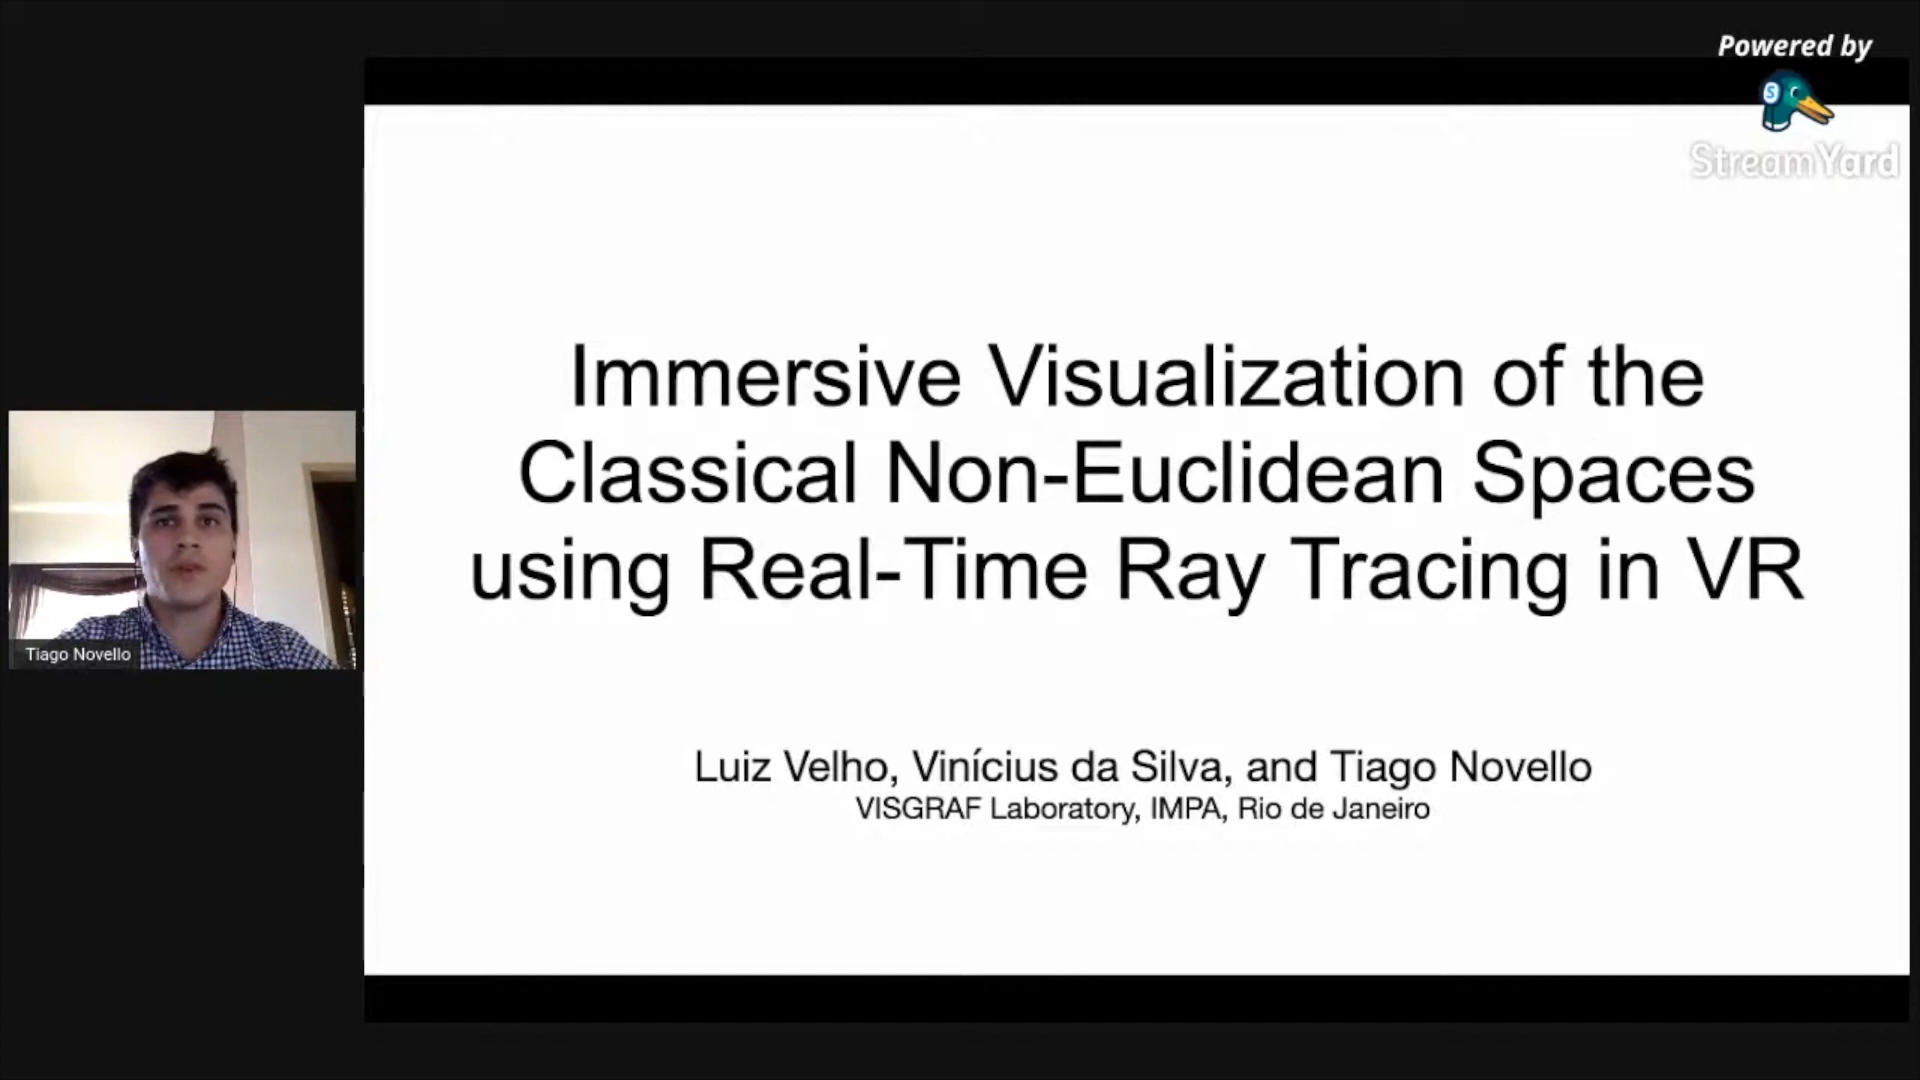 Powered by
StreamYard
Immersive Visualization of the
Classical Non-Euclidean Spaces
using Real-Time Ray Tracing in VR
Tiago Novello
Luiz Velho, Vinícius da Silva, and Tiago Novello
VISGRAF Laboratory, IMPA, Rio de Janeiro